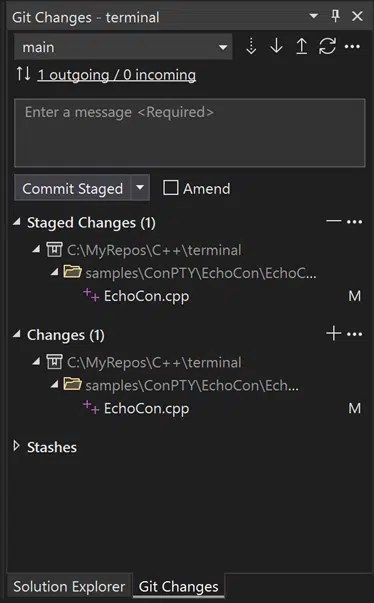 Git Changes - terminal
main
1 outgoing / 0 incoming
Enter a message <Required>
Commit Staged
Amend
Staged Changes (1)
C:\MyRepos\C++\terminal
samples\ConPTY\EchoCon\EchoC...
++ EchoCon.cpp M
Changes (1)
C:\MyRepos\C++\terminal
samples\ConPTY\EchoCon\Ech...
++ EchoCon.cpp M
Stashes
Solution Explorer Git Changes